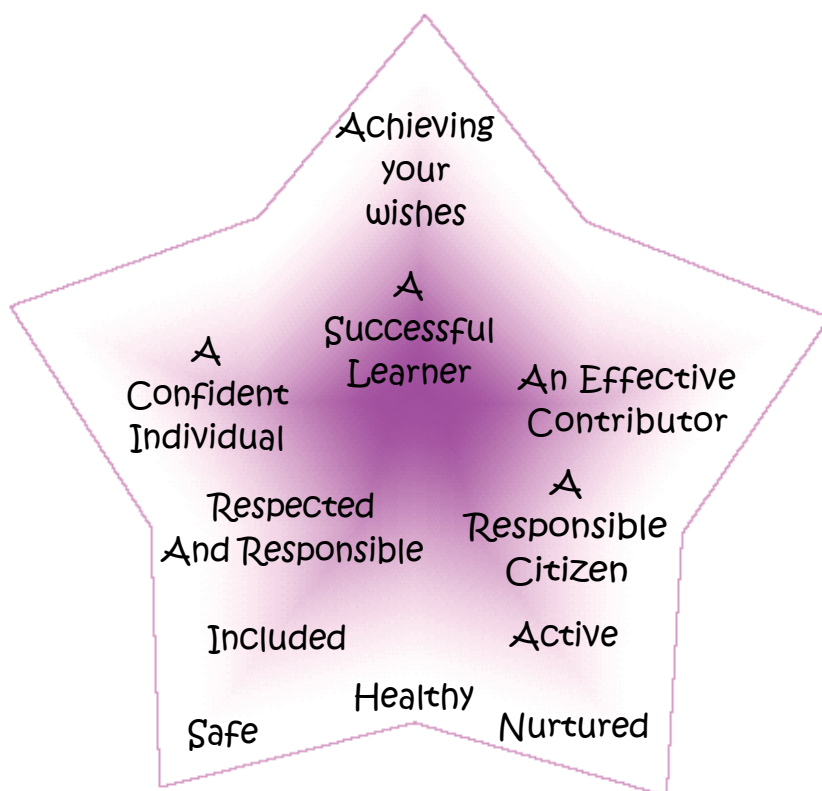 Achieving
your
wishes
A
Successful
Learner
A
Confident
Individual
An Effective
Contributor
Respected
And Responsible
A
Responsible
Citizen
Included
Active
Healthy
Safe
Nurtured